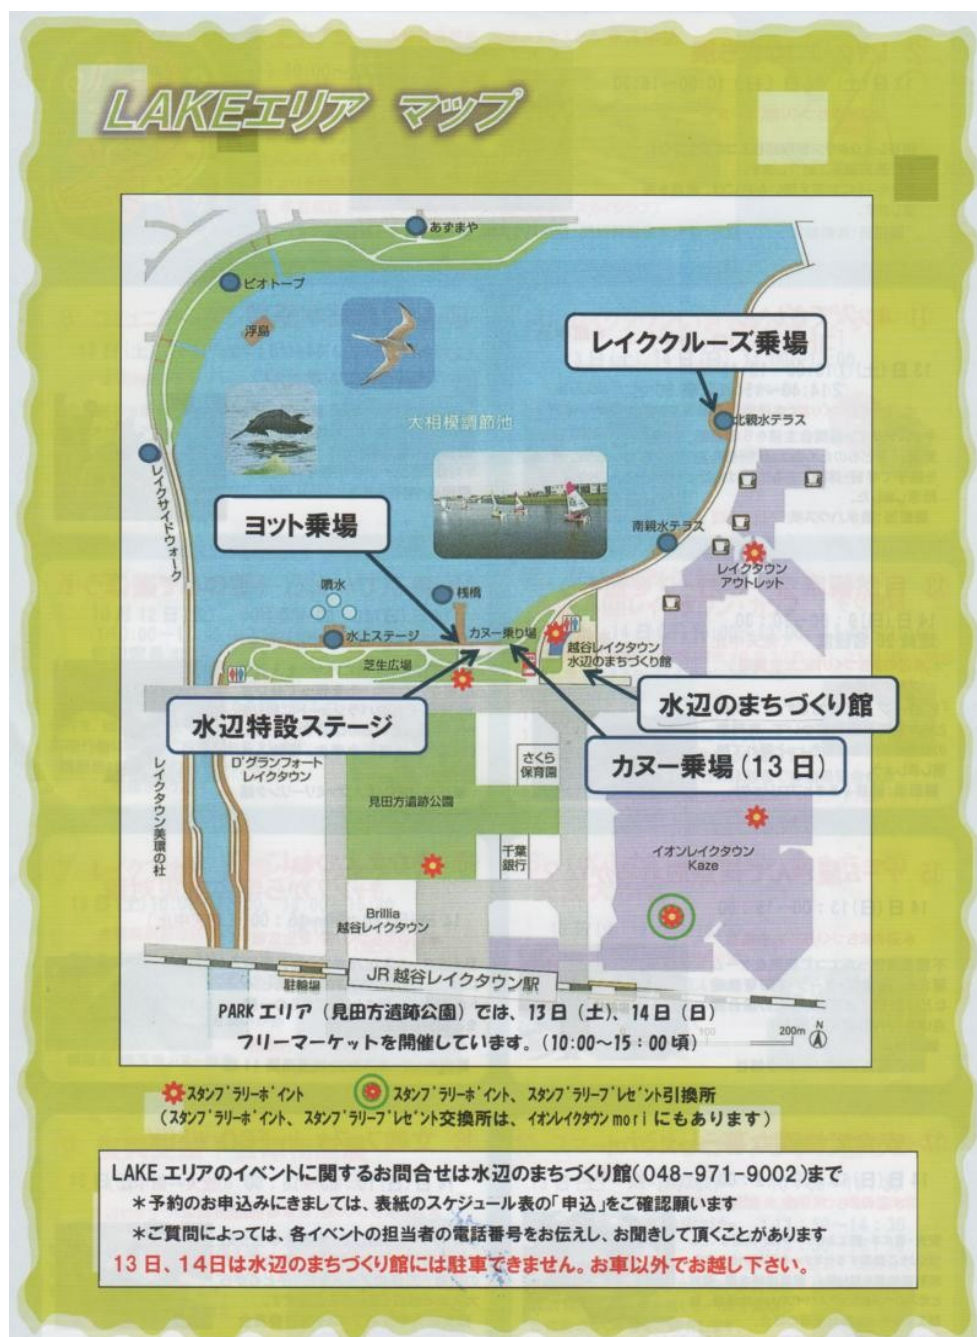 LAKEエリア マップ
あずまや
ビオトープ
浮島
レイククルーズ乗場
大相模調節池
北親水テラス
レイクサイドウォーク
ヨット乗場
南親水テラス
レイクタウン
アウトレット
噴水
桟橋
水上ステージ
カヌー乗り場
越谷レイクタウン
水辺のまちづくり館
芝生広場
水辺のまちづくり館
水辺特設ステージ
カヌー乗場(13日)
D'グランフォート
レイクタウン
さくら
保育園
レイクタウン美環の杜
見田方遺跡公園
千葉
銀行
イオンレイクタウン
Kaze
Brillia
越谷レイクタウン
JR 越谷レイクタウン駅
駐輪場
PARK エリア (見田方遺跡公園) では、13日 (土)、14日 (日)
フリーマーケットを開催しています。(10:00~15:00 頃)
0 100 200m N
スタンプラリーポイント スタンプラリーポイント、スタンプラリープレゼント引換所
(スタンプラリーポイント、スタンプラリープレゼント交換所は、イオンレイクタウン mori にもあります)
LAKE エリアのイベントに関するお問合せは水辺のまちづくり館(048-971-9002)まで
*予約のお申込みにきましては、表紙のスケジュール表の「申込」をご確認願います
*ご質問によっては、各イベントの担当者の電話番号をお伝えし、お聞きして頂くことがあります
13日、14日は水辺のまちづくり館には駐車できません。お車以外でお越し下さい。